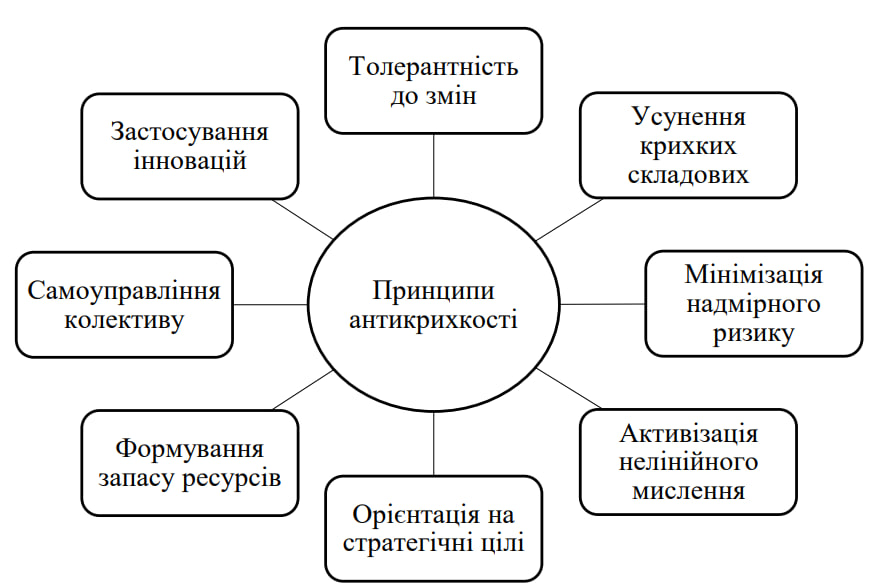 Толерантність
до змін
Застосування
інновацій
Усунення
крихких
складових
Самоуправління
колективу
Принципи
антикрихкості
Мінімізація
надмірного
ризику
Формування
запасу ресурсів
Активізація
нелінійного
мислення
Орієнтація на
стратегічні цілі